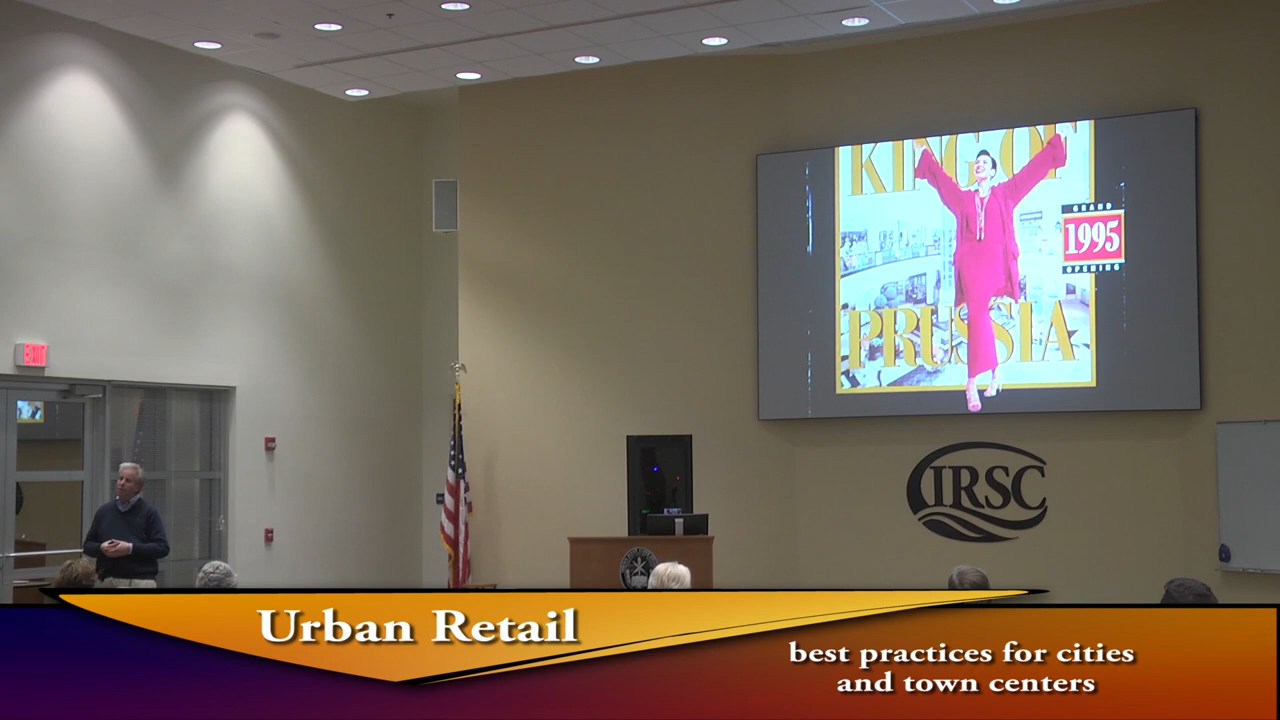 KING OF
GRAND
1995
OPENING
PRUSSIA
EXIT
IRSC
Urban Retail
best practices for cities
and town centers